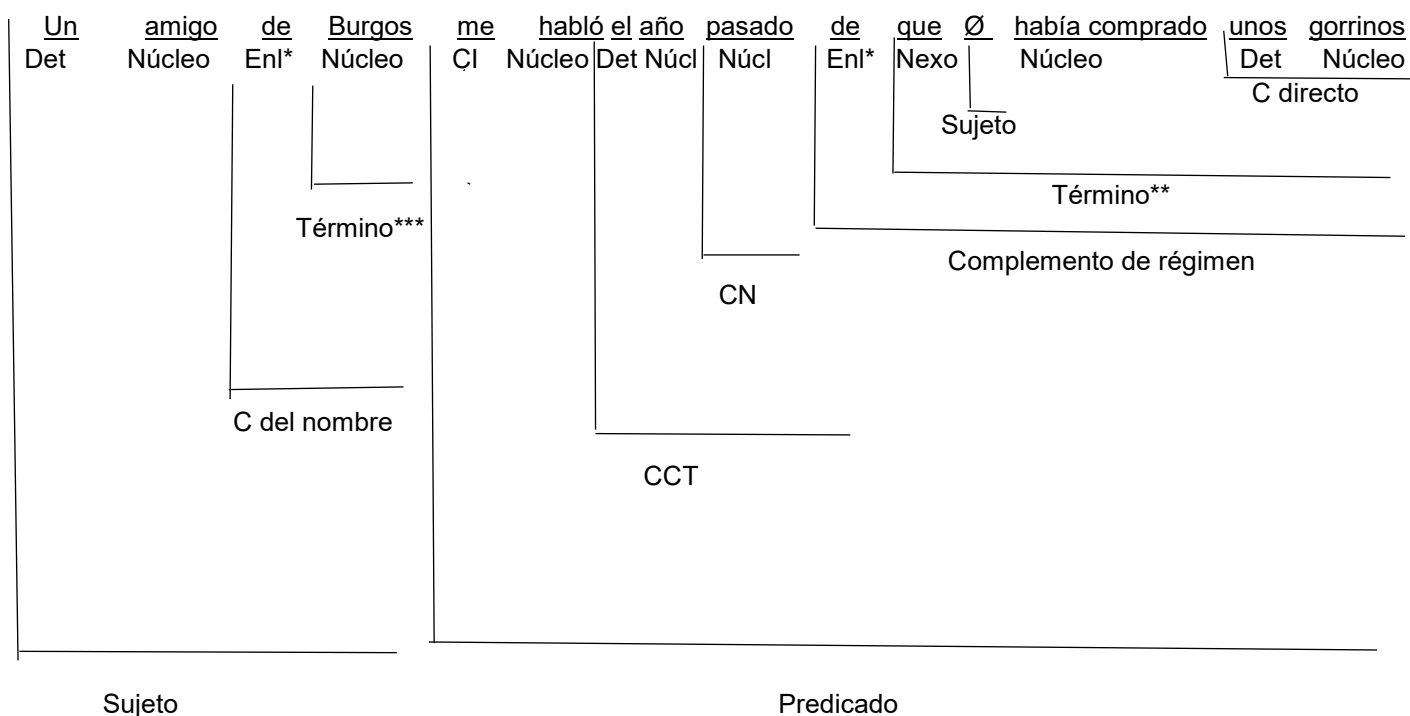 Un amigo de Burgos me habló el año pasado de que Ø había comprado unos gorrinos
Det Núcleo Enl* Núcleo CI Núcleo Det Núcl Núcl Enl* Nexo Núcleo Det Núcleo
C directo
Sujeto
Término**
Término***
Complemento de régimen
CN
C del nombre
CCT
Sujeto Predicado